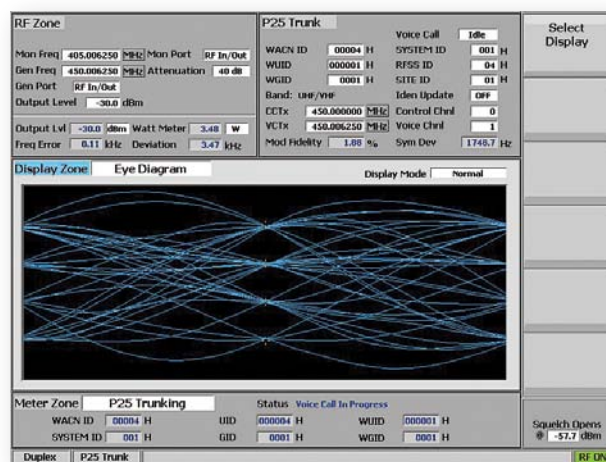 RF Zone
Mon Freq 405.006250 MHz Mon Port RF In/Out
Gen Freq 450.006250 MHz Attenuation 40 dB
Gen Port RF In/Out
Output Level -30.0 dBm
Output Lvl -30.0 dBm Watt Meter 3.48 W
Freq Error 0.11 kHz Deviation 3.47 kHz
P25 Trunk
Voice Call Idle
WACN ID 00004 H SYSTEM ID 001 H
WUID 000001 H RFSS ID 04 H
WGID 0001 H SITE ID 01 H
Band: UHF/VHF Iden Update OFF
CCTx 450.000000 MHz Control Chnl 0
VCTx 450.006250 MHz Voice Chnl 1
Mod Fidelity 1.08 % Sym Dev 1748.7 Hz
Select Display
Display Zone Eye Diagram
Display Mode Normal
Meter Zone P25 Trunking Status Voice Call In Progress
WACN ID 00004 H UID 000004 H WUID 000001 H
SYSTEM ID 001 H GID 0001 H WGID 0001 H
Squelch Opens
@ -57.7 dBm
Duplex P25 Trunk RF ON